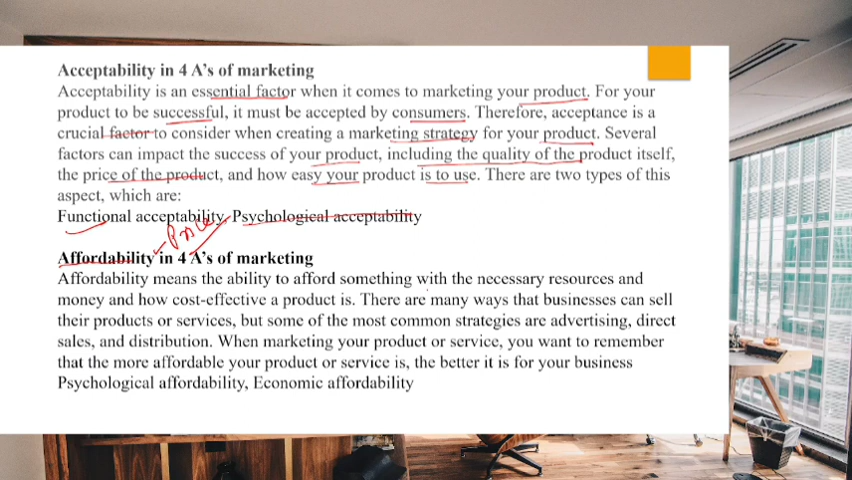 Acceptability in 4 A's of marketing
Acceptability is an essential factor when it comes to marketing your product. For your
product to be successful, it must be accepted by consumers. Therefore, acceptance is a
crucial factor to consider when creating a marketing strategy for your product. Several
factors can impact the success of your product, including the quality of the product itself,
the price of the product, and how easy your product is to use. There are two types of this
aspect, which are:
Functional acceptability, Psychological acceptability
Price
Affordability in 4 A's of marketing
Affordability means the ability to afford something with the necessary resources and
money and how cost-effective a product is. There are many ways that businesses can sell
their products or services, but some of the most common strategies are advertising, direct
sales, and distribution. When marketing your product or service, you want to remember
that the more affordable your product or service is, the better it is for your business
Psychological affordability, Economic affordability